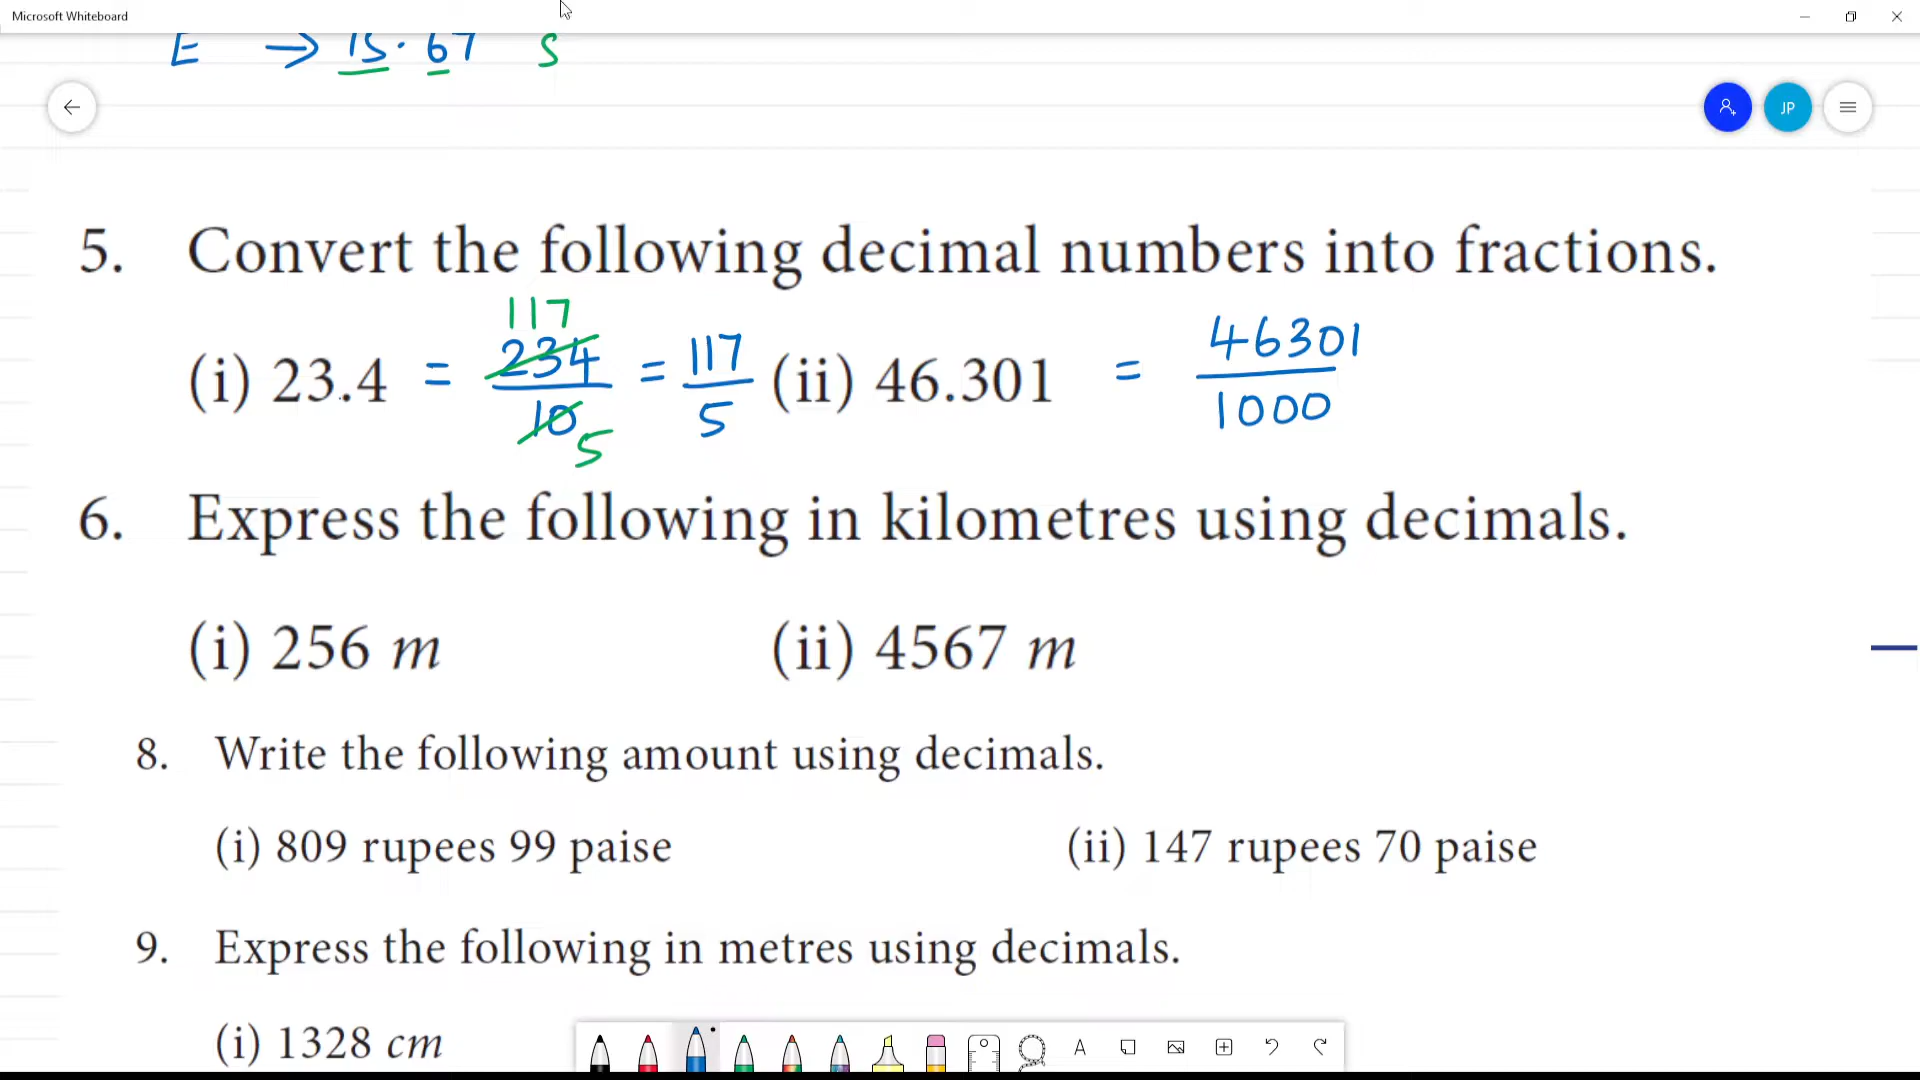 Microsoft Whiteboard
E → 15.67 S
JP
5. Convert the following decimal numbers into fractions.
(i) 23.4 = 234/10 117 5 = 117/5 (ii) 46.301 = 46301/1000
6. Express the following in kilometres using decimals.
(i) 256 m (ii) 4567 m
8. Write the following amount using decimals.
(i) 809 rupees 99 paise (ii) 147 rupees 70 paise
9. Express the following in metres using decimals.
(i) 1328 cm
A